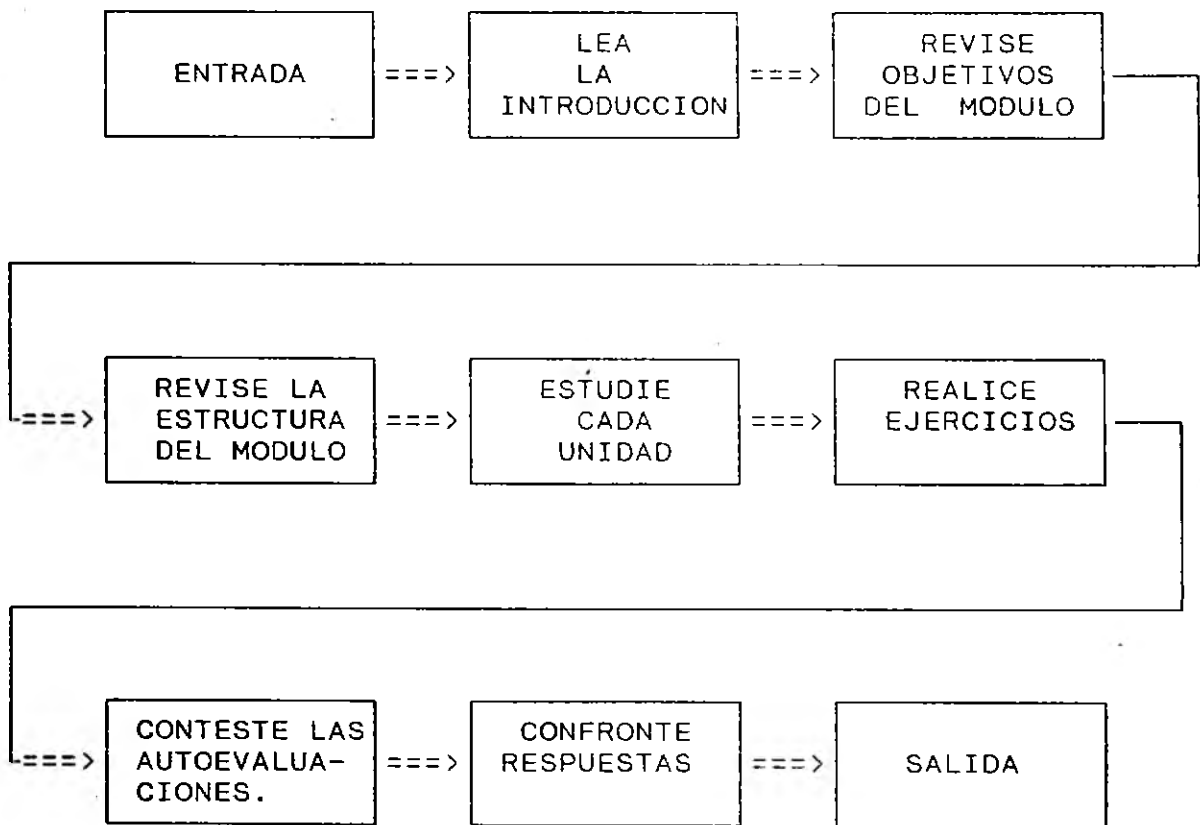 ENTRADA ===> LEA
LA
INTRODUCCION ===> REVISE
OBJETIVOS
DEL MODULO
===> REVISE LA
ESTRUCTURA
DEL MODULO ===> ESTUDIE
CADA
UNIDAD ===> REALICE
EJERCICIOS
===> CONTESTE LAS
AUTOEVALUA-
CIONES. ===> CONFRONTE
RESPUESTAS ===> SALIDA